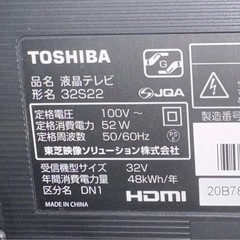 TOSHIBA
G
JQA
品名 液晶テレビ
形名 32S22
定格電圧 100V~
定格消費電力 52W
定格周波数 50/60Hz
PS
E
製造番号
東芝映像ソリューション株式会社
受信機型サイズ 32V
年間消費電力量 48kWh/年
区分名 DN1
HDMI
MADE IN CHINA
20B78